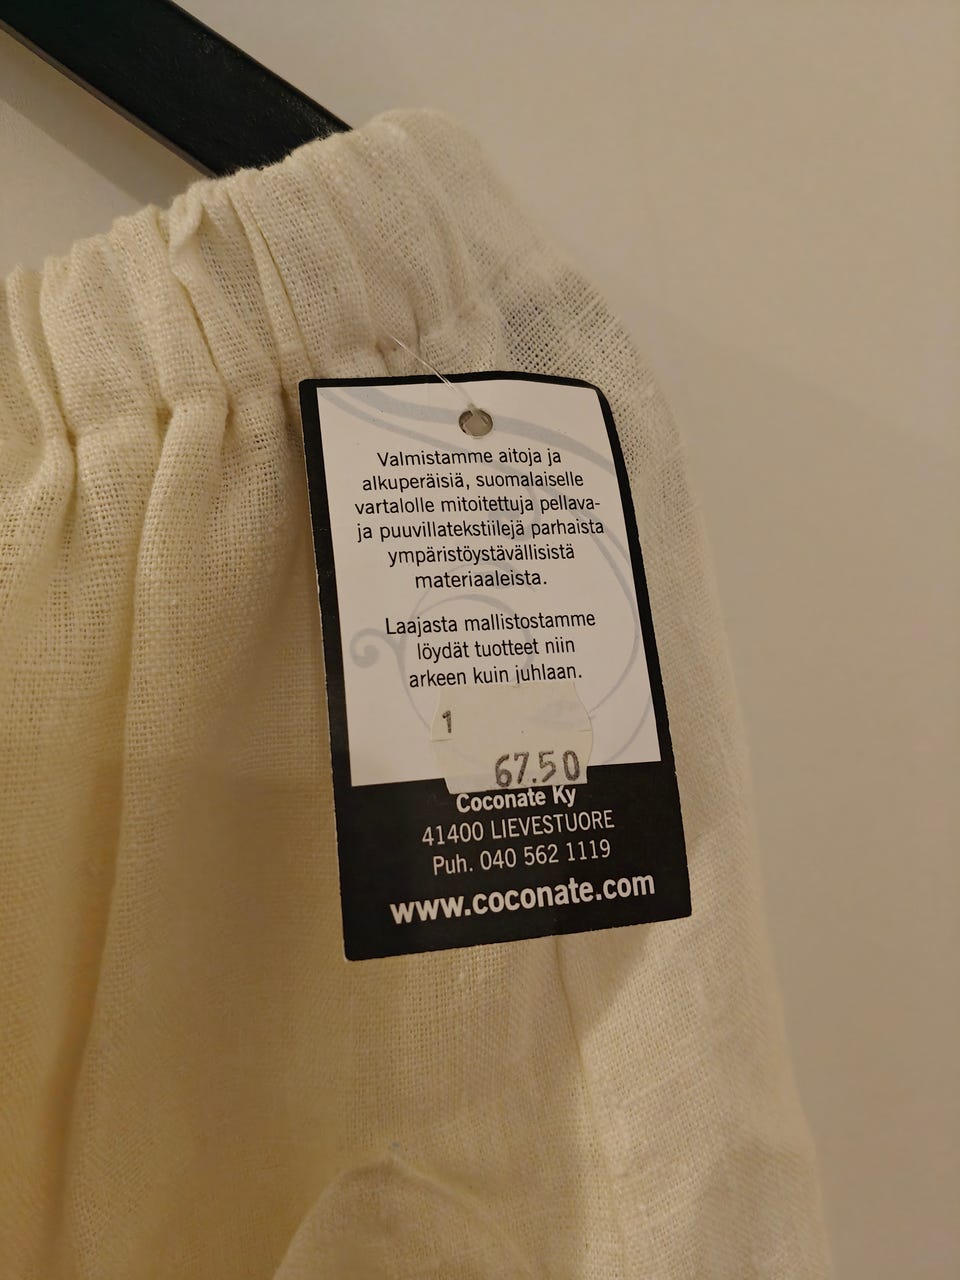 Valmistamme aitoja ja
alkuperäisiä, suomalaiselle
vartalolle mitoitettuja pellava-
ja puuvillatekstiilejä parhaista
ympäristöystävällisistä
materiaaleista.
Laajasta mallistostamme
löydät tuotteet niin
arkeen kuin juhlaan.
1
67.50
Coconate Ky
41400 LIEVESTUORE
Puh. 040 562 1119
www.coconate.com